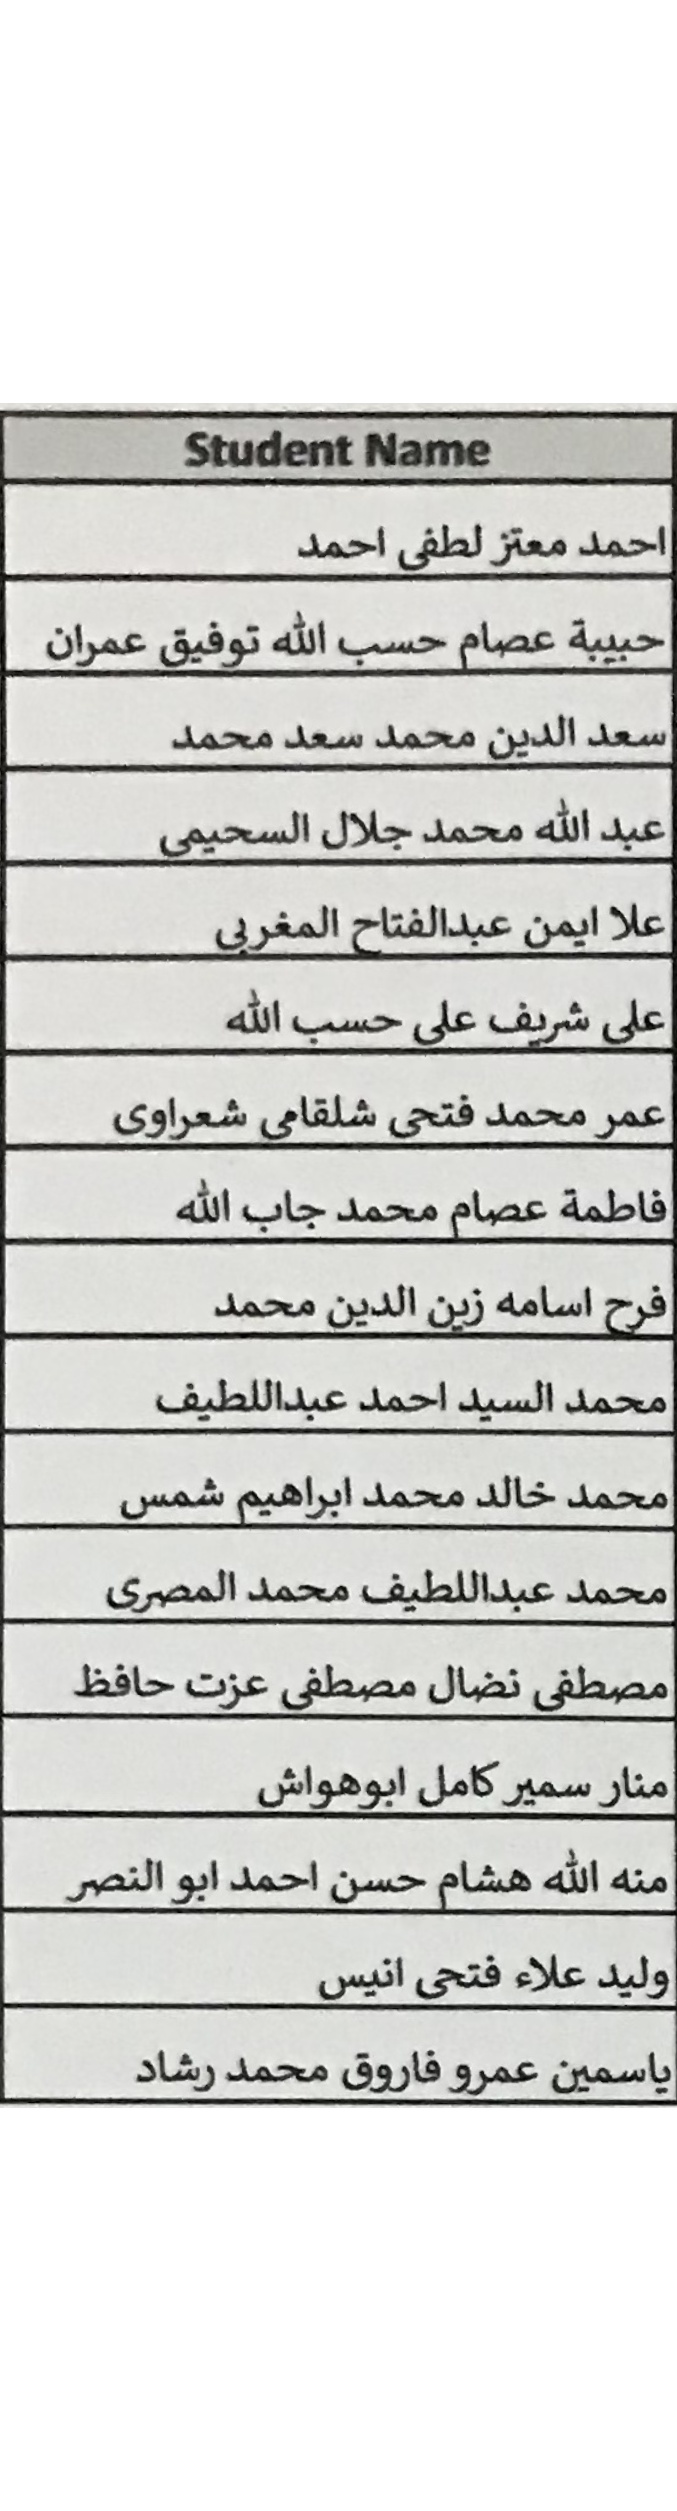 Student Name
احمد معتز لطفى احمد
حبيبة عصام حسب الله توفيق عمران
سعد الدين محمد سعد محمد
عبد الله محمد جلال السحيمى
علا ايمن عبدالفتاح المغربى
على شريف على حسب الله
عمر محمد فتحى شلقامى شعراوى
فاطمة عصام محمد جاب الله
فرح اسامه زين الدين محمد
محمد السيد احمد عبداللطيف
محمد خالد محمد ابراهيم شمس
محمد عبداللطيف محمد المصرى
مصطفى نضال مصطفى عزت حافظ
منار سمير كامل ابوهواش
منه الله هشام حسن احمد ابو النصر
وليد علاء فتحى انيس
ياسمين عمرو فاروق محمد رشاد